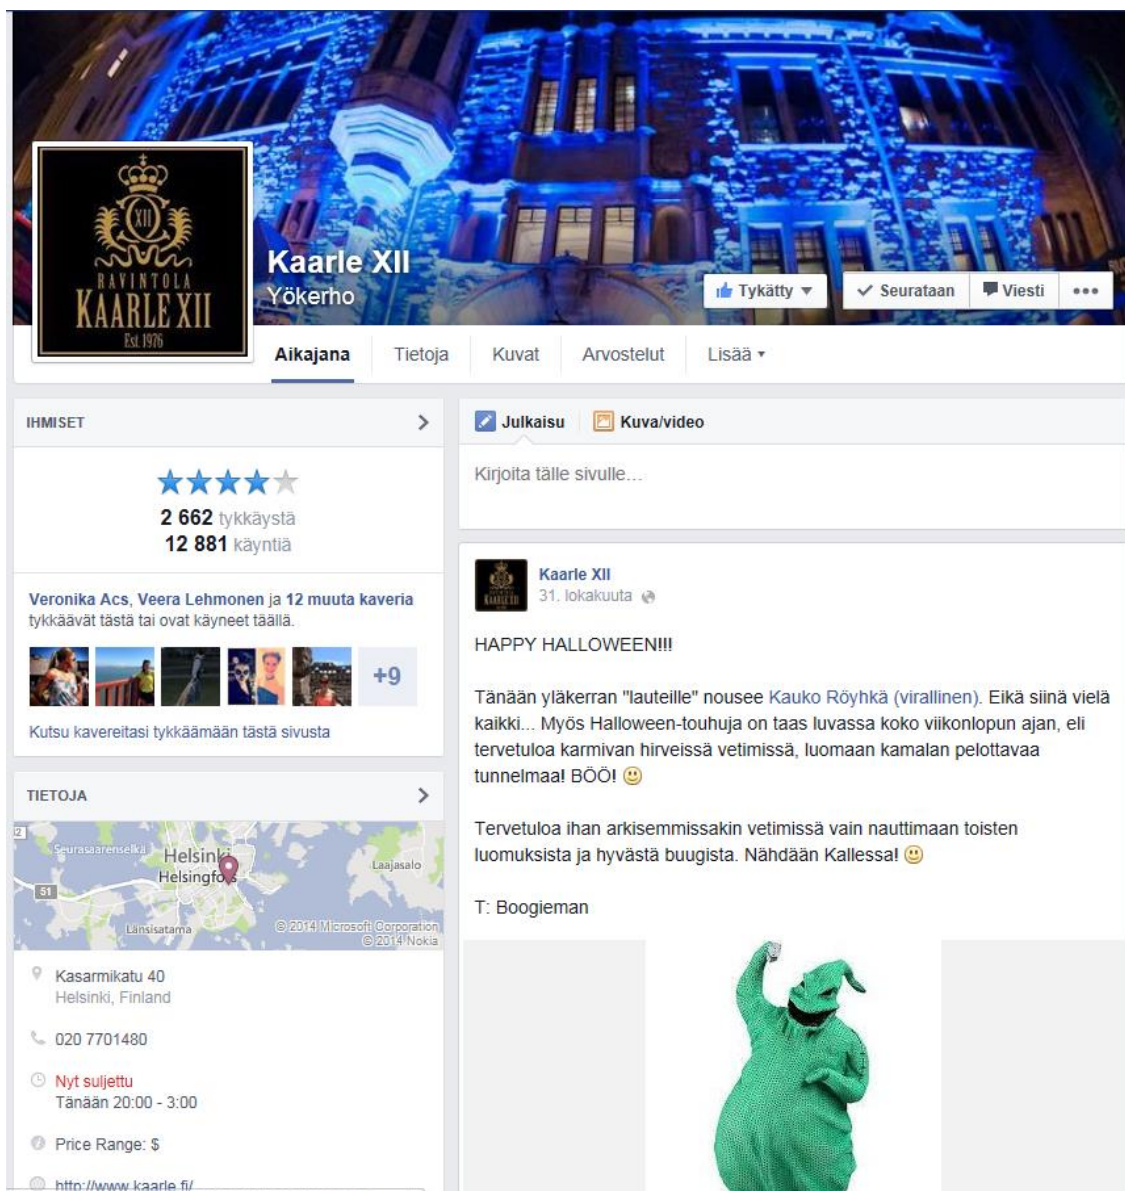 XII
RAVINTOLA
KAARLE XII
Est. 1976
Kaarle XII
Yökerho
Tykätty
Seurataan
Viesti
Aikajana
Tietoja
Kuvat
Arvostelut
Lisää
IHMISET
2 662 tykkäystä
12 881 käyntiä
Veronika Acs, Veera Lehmonen ja 12 muuta kaveria
tykkäävät tästä tai ovat käyneet täällä.
+9
Kutsu kavereitasi tykkäämään tästä sivusta
TIETOJA
Seurasaarenselkä
Helsinki
Helsingfors
Laajasalo
51
Länsisatama
© 2014 Microsoft Corporation
© 2014 Nokia
Kasarmikatu 40
Helsinki, Finland
020 7701480
Nyt suljettu
Tänään 20:00 - 3:00
Price Range: $
http://www.kaarle.fi/
Julkaisu
Kuva/video
Kirjoita tälle sivulle...
Kaarle XII
31. lokakuuta
HAPPY HALLOWEEN!!!
Tänään yläkerran "lauteille" nousee Kauko Röyhkä (virallinen). Eikä siinä vielä
kaikki... Myös Halloween-touhuja on taas luvassa koko viikonlopun ajan, eli
tervetuloa karmivan hirveissä vetimissä, luomaan kamalan pelottavaa
tunnelmaa! BÖÖ!
Tervetuloa ihan arkisemmissakin vetimissä vain nauttimaan toisten
luomuksista ja hyvästä buugista. Nähdään Kallessa!
T: Boogieman